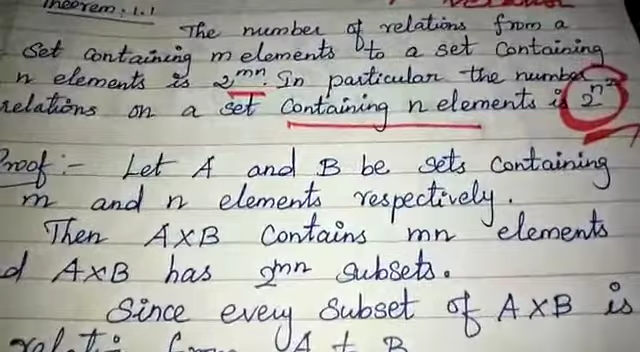 Theorem: 1.1
The number of relations from a
set containing m elements to a set containing
n elements is 2^mn. In particular the number
relations on a set containing n elements is 2^n²
Proof :- Let A and B be sets containing
m and n elements respectively.
Then A×B contains mn elements
d A×B has 2^mn subsets.
Since every subset of A×B is
A B